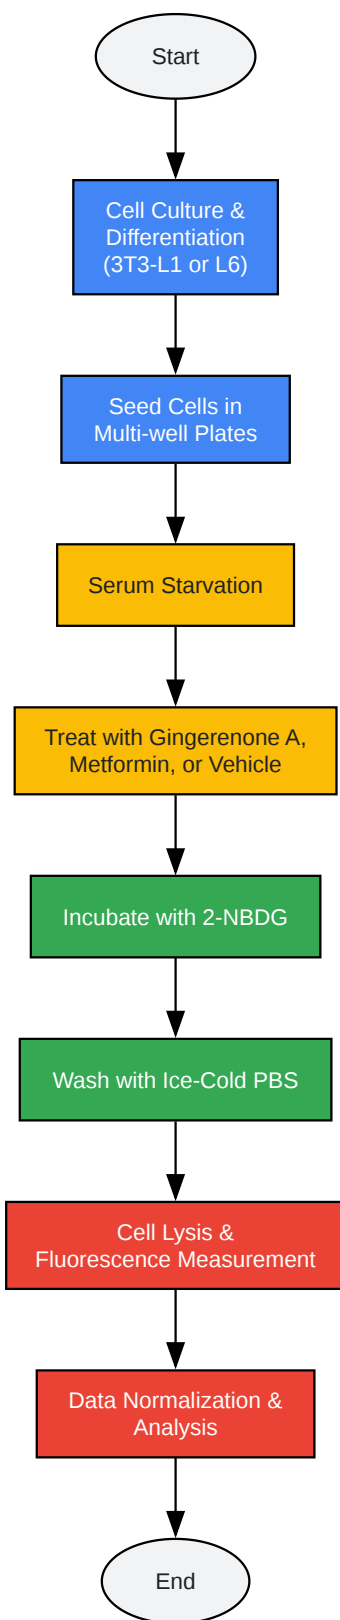 Start
Cell Culture &
Differentiation
(3T3-L1 or L6)
Seed Cells in
Multi-well Plates
Serum Starvation
Treat with Gingerenone A,
Metformin, or Vehicle
Incubate with 2-NBDG
Wash with Ice-Cold PBS
Cell Lysis &
Fluorescence Measurement
Data Normalization &
Analysis
End